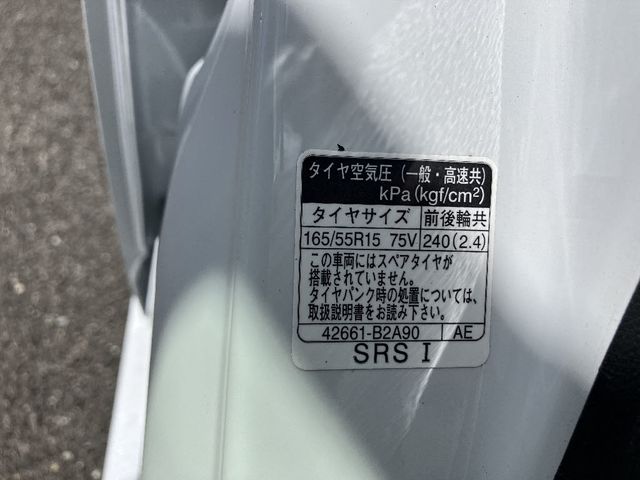 タイヤ空気圧(一般・高速共)
kPa(kgf/cm²)
タイヤサイズ 前後輪共
165/55R15 75V 240(2.4)
この車両にはスペアタイヤが
搭載されていません。
タイヤパンク時の処置については、
取扱説明書をお読み下さい。
42661-B2A90 AE
SRS I